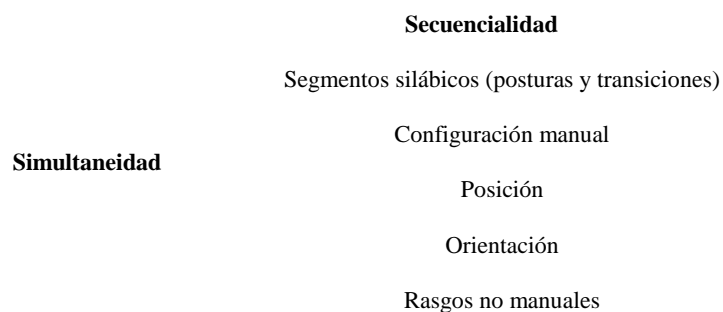 Secuencialidad
Segmentos silábicos (posturas y transiciones)
Configuración manual
Simultaneidad
Posición
Orientación
Rasgos no manuales